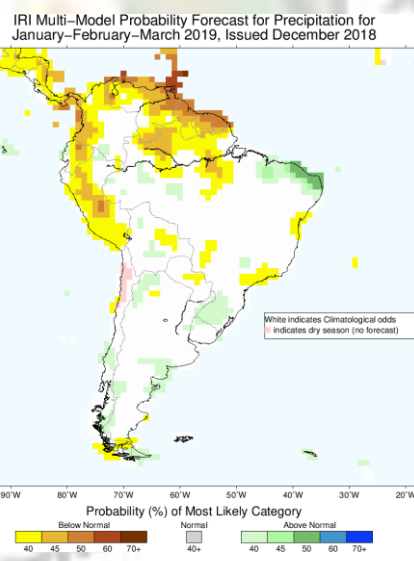 IRI Multi-Model Probability Forecast for Precipitation for
January-February-March 2019, Issued December 2018
White indicates Climatological odds
indicates dry season (no forecast)
90°W 80°W 70°W 60°W 50°W 40°W 30°W 20°W
Probability (%) of Most Likely Category
Below Normal Normal Above Normal
40 45 50 60 70+ 40+ 40 45 50 60 70+